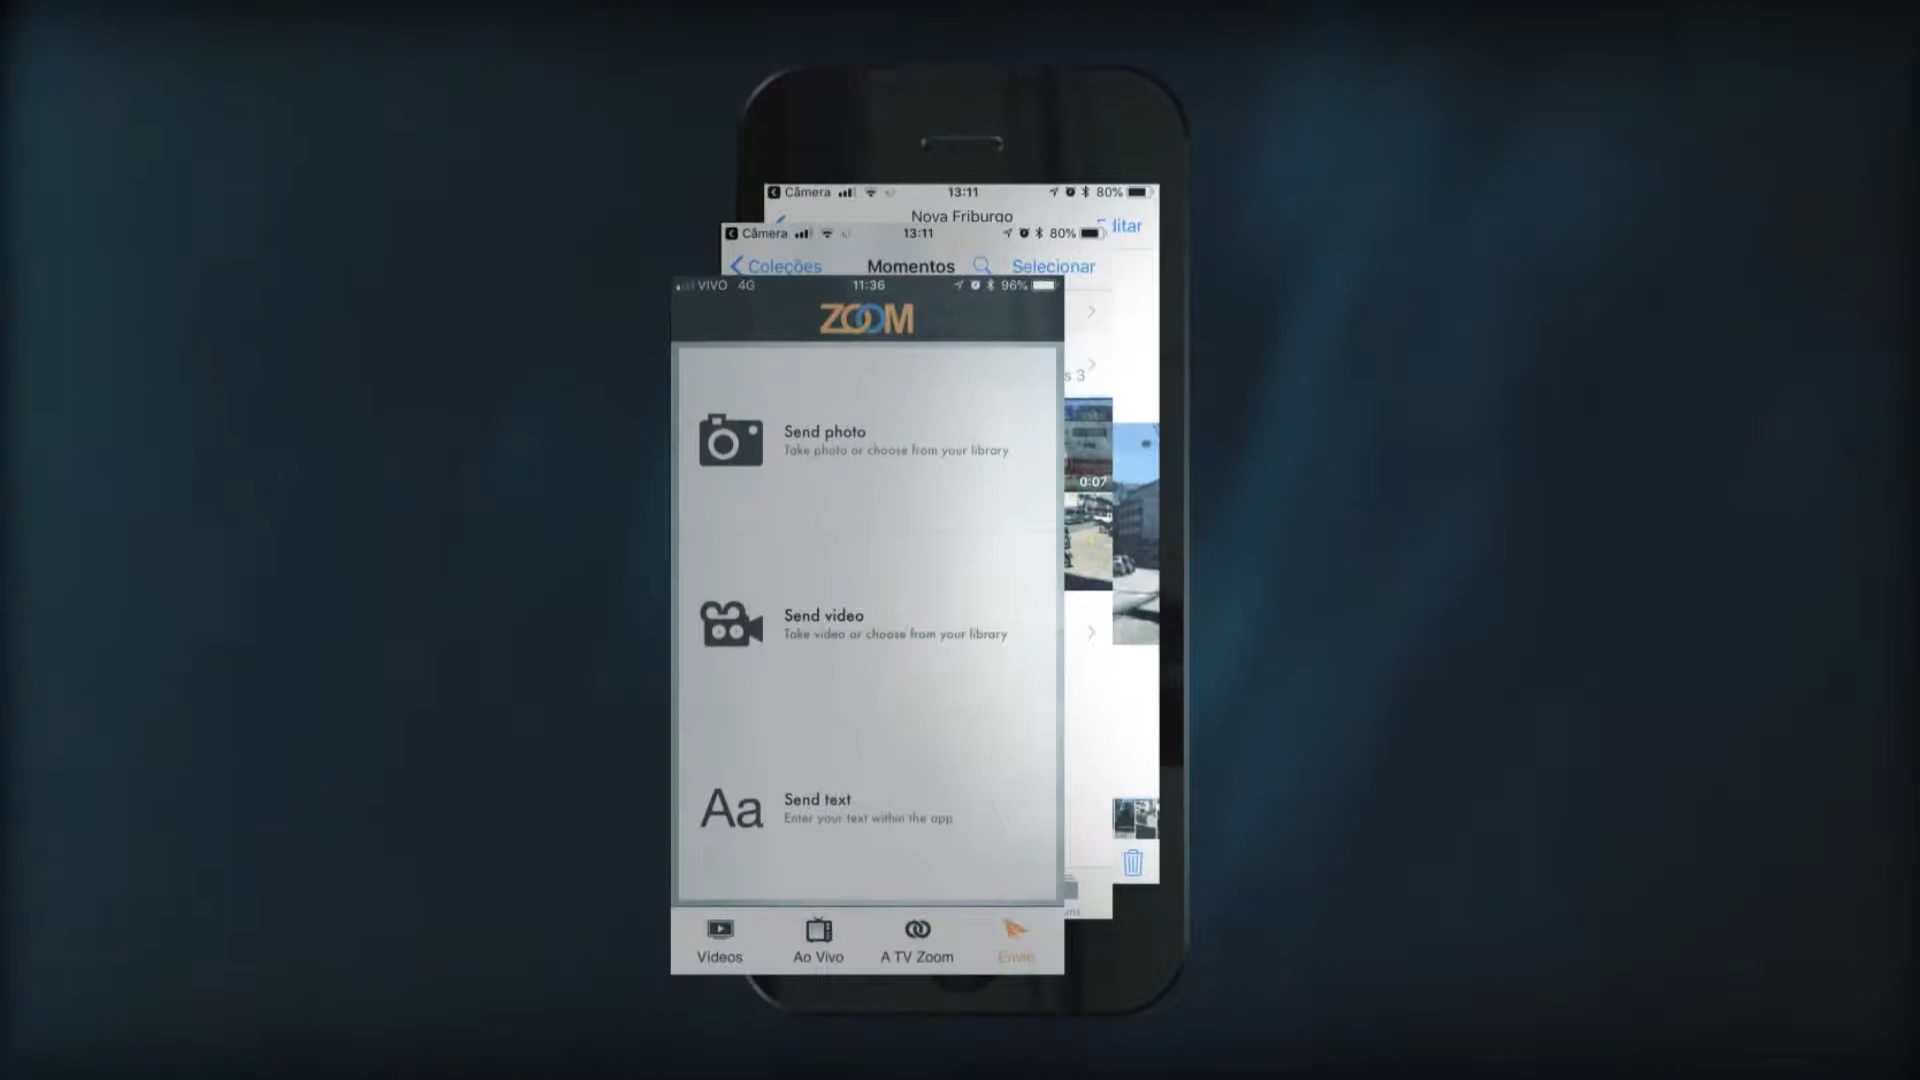 Câmera 13:11 80%
Nova Friburgo
Câmera 13:11 80%
Coleções Momentos Selecionar
VIVO 4G 11:36 96%
ZOOM
s 3
Send photo
Take photo or choose from your library
0:07
Send video
Take video or choose from your library
Send text
Enter your text within the app
Videos Ao Vivo A TV Zoom Envie